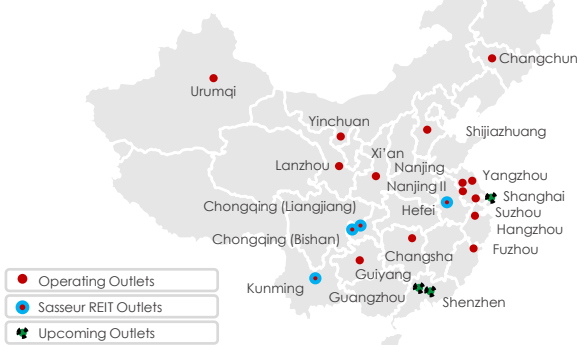 Changchun
Urumqi
Yinchuan
Shijiazhuang
Xi’an
Lanzhou
Nanjing
Yangzhou
Nanjing II
Shanghai
Chongqing (Liangjiang)
Hefei
Suzhou
Hangzhou
Chongqing (Bishan)
Fuzhou
Changsha
Guiyang
Kunming
Guangzhou
Shenzhen
Operating Outlets
Sasseur REIT Outlets
Upcoming Outlets